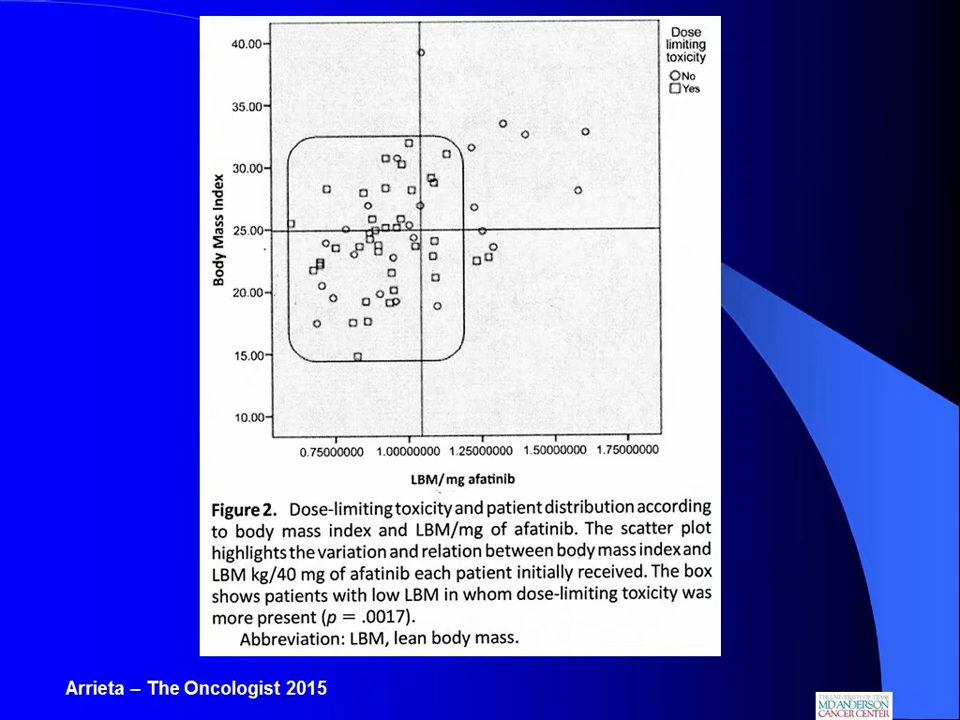 Dose
limiting
toxicity
No
Yes
40.00
35.00
30.00
25.00
20.00
15.00
10.00
Body Mass Index
0.75000000 1.00000000 1.25000000 1.50000000 1.75000000
LBM/mg afatinib
Figure 2. Dose-limiting toxicity and patient distribution according
to body mass index and LBM/mg of afatinib. The scatter plot
highlights the variation and relation between body mass index and
LBM kg/40 mg of afatinib each patient initially received. The box
shows patients with low LBM in whom dose-limiting toxicity was
more present (p = .0017).
Abbreviation: LBM, lean body mass.
Arrieta – The Oncologist 2015
THE UNIVERSITY OF TEXAS
MD ANDERSON
CANCER CENTER